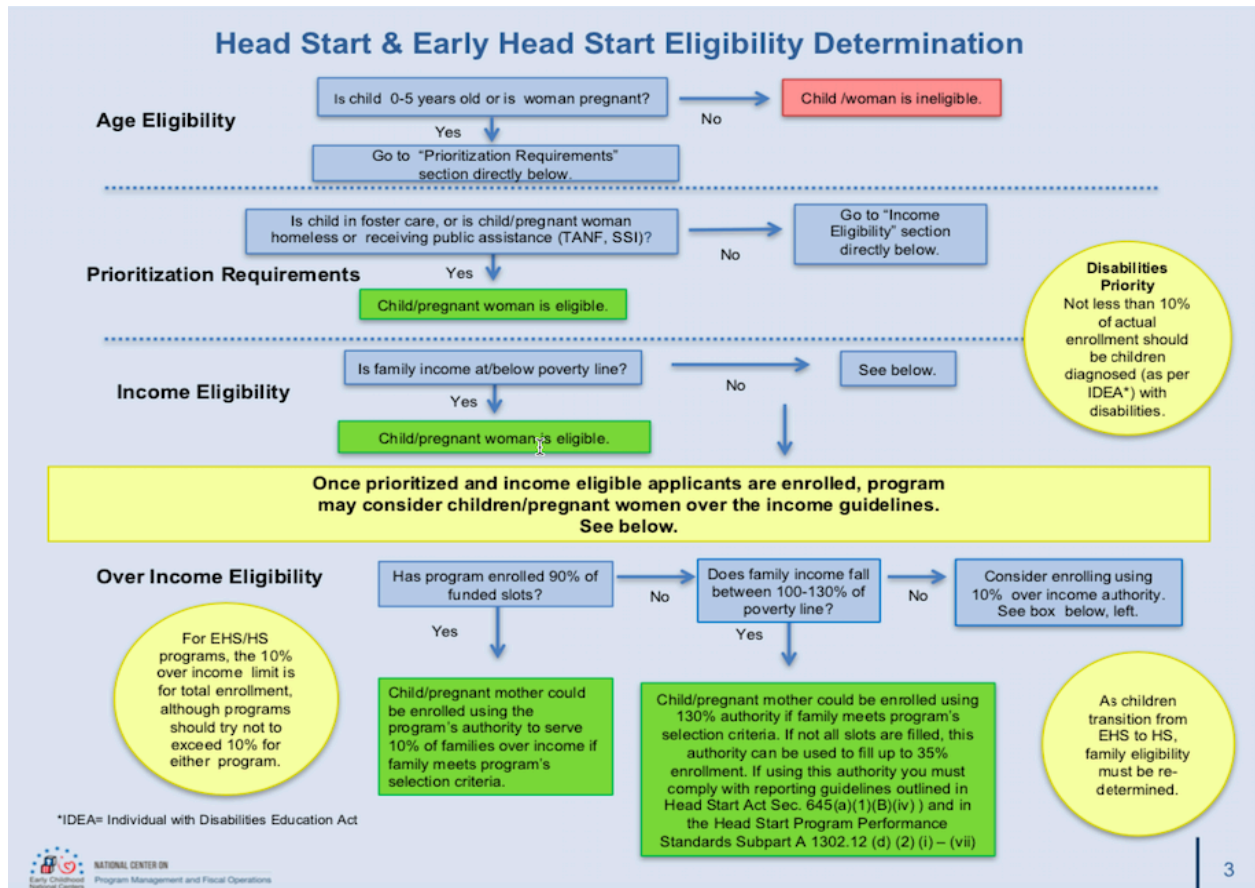 Head Start & Early Head Start Eligibility Determination
Age Eligibility
Is child 0-5 years old or is woman pregnant?
No
Child /woman is ineligible.
Yes
Go to "Prioritization Requirements"
section directly below.
Prioritization Requirements
Is child in foster care, or is child/pregnant woman
homeless or receiving public assistance (TANF, SSI)?
No
Go to "Income
Eligibility" section
directly below.
Yes
Child/pregnant woman is eligible.
Disabilities
Priority
Not less than 10%
of actual
enrollment should
be children
diagnosed (as per
IDEA*) with
disabilities.
Income Eligibility
Is family income at/below poverty line?
No
See below.
Yes
Child/pregnant woman is eligible.
Once prioritized and income eligible applicants are enrolled, program
may consider children/pregnant women over the income guidelines.
See below.
Over Income Eligibility
Has program enrolled 90% of
funded slots?
No
Does family income fall
between 100-130% of
poverty line?
No
Consider enrolling using
10% over income authority.
See box below, left.
Yes
Yes
For EHS/HS
programs, the 10%
over income limit is
for total enrollment,
although programs
should try not to
exceed 10% for
either program.
Child/pregnant mother could
be enrolled using the
program's authority to serve
10% of families over income if
family meets program's
selection criteria.
Child/pregnant mother could be enrolled using
130% authority if family meets program's
selection criteria. If not all slots are filled, this
authority can be used to fill up to 35%
enrollment. If using this authority you must
comply with reporting guidelines outlined in
Head Start Act Sec. 645(a)(1)(B)(iv) ) and in
the Head Start Program Performance
Standards Subpart A 1302.12 (d) (2) (i) – (vii)
As children
transition from
EHS to HS,
family eligibility
must be re-
determined.
*IDEA= Individual with Disabilities Education Act
Early Childhood
National Centers
NATIONAL CENTER ON
Program Management and Fiscal Operations
3